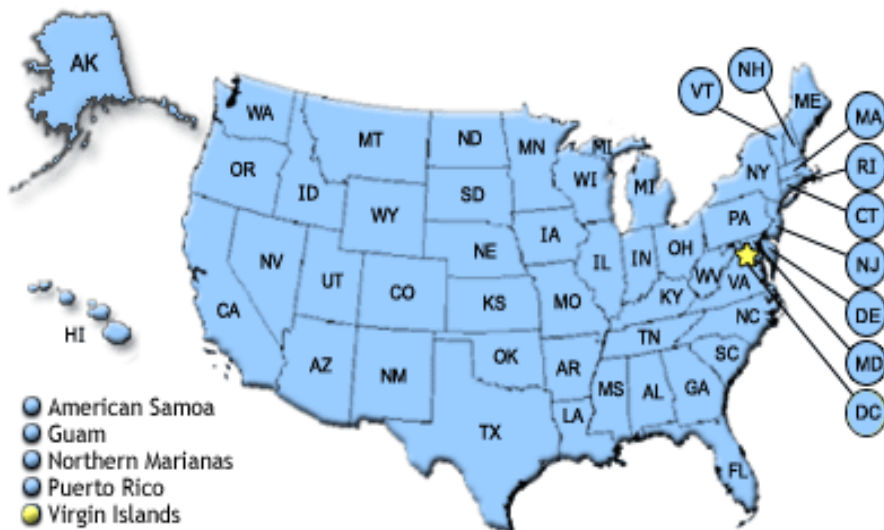 AK
NH
VT
ME
MA
WA
MT
ND
MN
MI
RI
OR
ID
SD
WI
MI
NY
CT
WY
PA
IA
NE
OH
NJ
NV
UT
IL
IN
WV
VA
CA
CO
KS
MO
KY
DE
NC
HI
TN
AZ
NM
OK
AR
SC
MD
MS
AL
GA
DC
TX
LA
FL
American Samoa
Guam
Northern Marianas
Puerto Rico
Virgin Islands